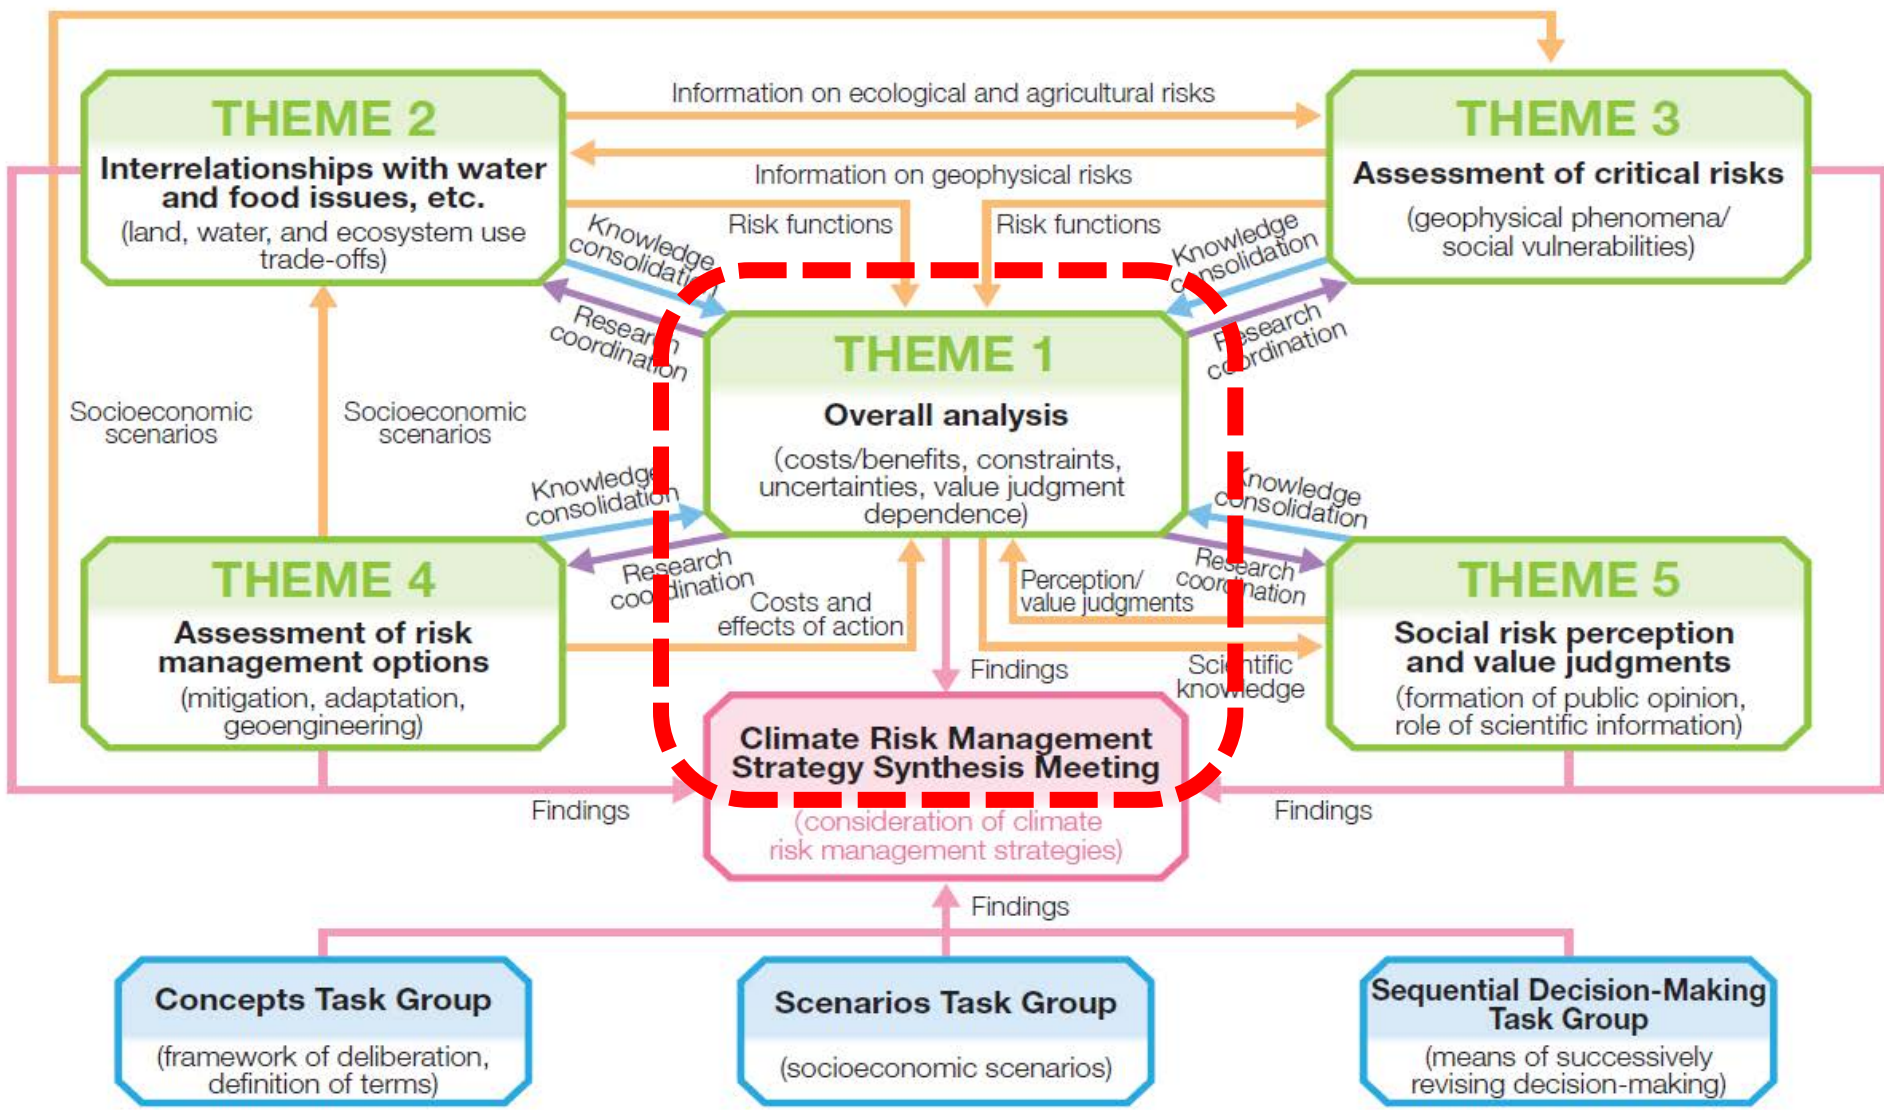 Information on ecological and agricultural risks
THEME 2
Interrelationships with water
and food issues, etc.
(land, water, and ecosystem use
trade-offs)
THEME 3
Assessment of critical risks
(geophysical phenomena/
social vulnerabilities)
Information on geophysical risks
Risk functions
Risk functions
Knowledge
consolidation
Knowledge
consolidation
Research
coordination
Research
coordination
THEME 1
Overall analysis
(costs/benefits, constraints,
uncertainties, value judgment
dependence)
Socioeconomic
scenarios
Socioeconomic
scenarios
Knowledge
consolidation
Knowledge
consolidation
Research
coordination
Research
coordination
THEME 4
Assessment of risk
management options
(mitigation, adaptation,
geoengineering)
Costs and
effects of action
Perception/
value judgments
THEME 5
Social risk perception
and value judgments
(formation of public opinion,
role of scientific information)
Findings
Scientific
knowledge
Climate Risk Management
Strategy Synthesis Meeting
(consideration of climate
risk management strategies)
Findings
Findings
Findings
Concepts Task Group
(framework of deliberation,
definition of terms)
Scenarios Task Group
(socioeconomic scenarios)
Sequential Decision-Making
Task Group
(means of successively
revising decision-making)